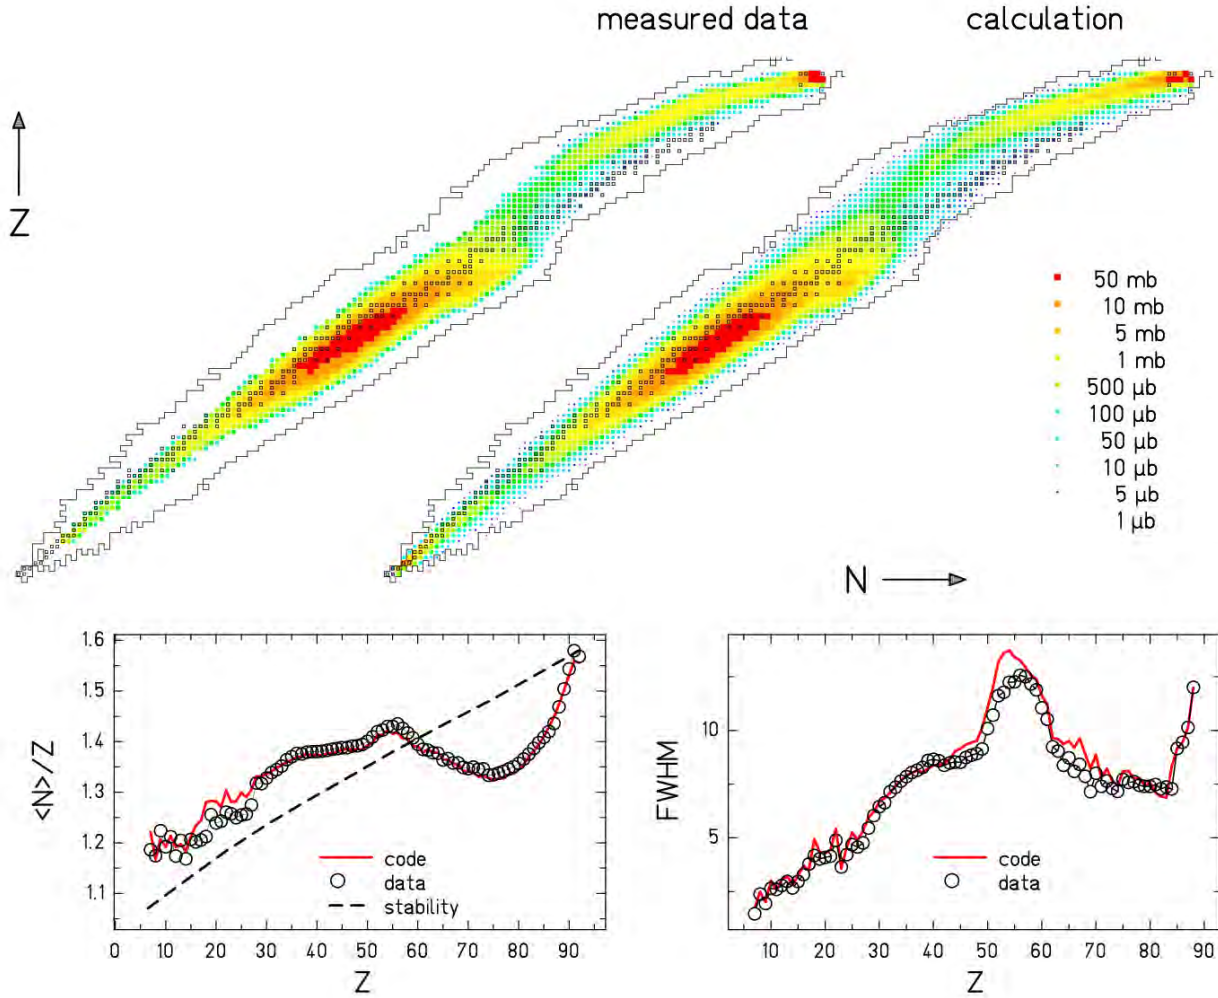 measured data calculation
Z
50 mb
10 mb
5 mb
1 mb
500 μb
100 μb
50 μb
10 μb
5 μb
1 μb
N
<N>/Z
1.6
1.5
1.4
1.3
1.2
1.1
0 10 20 30 40 50 60 70 80 90
Z
code
data
stability
FWHM
10
5
10 20 30 40 50 60 70 80 90
Z
code
data